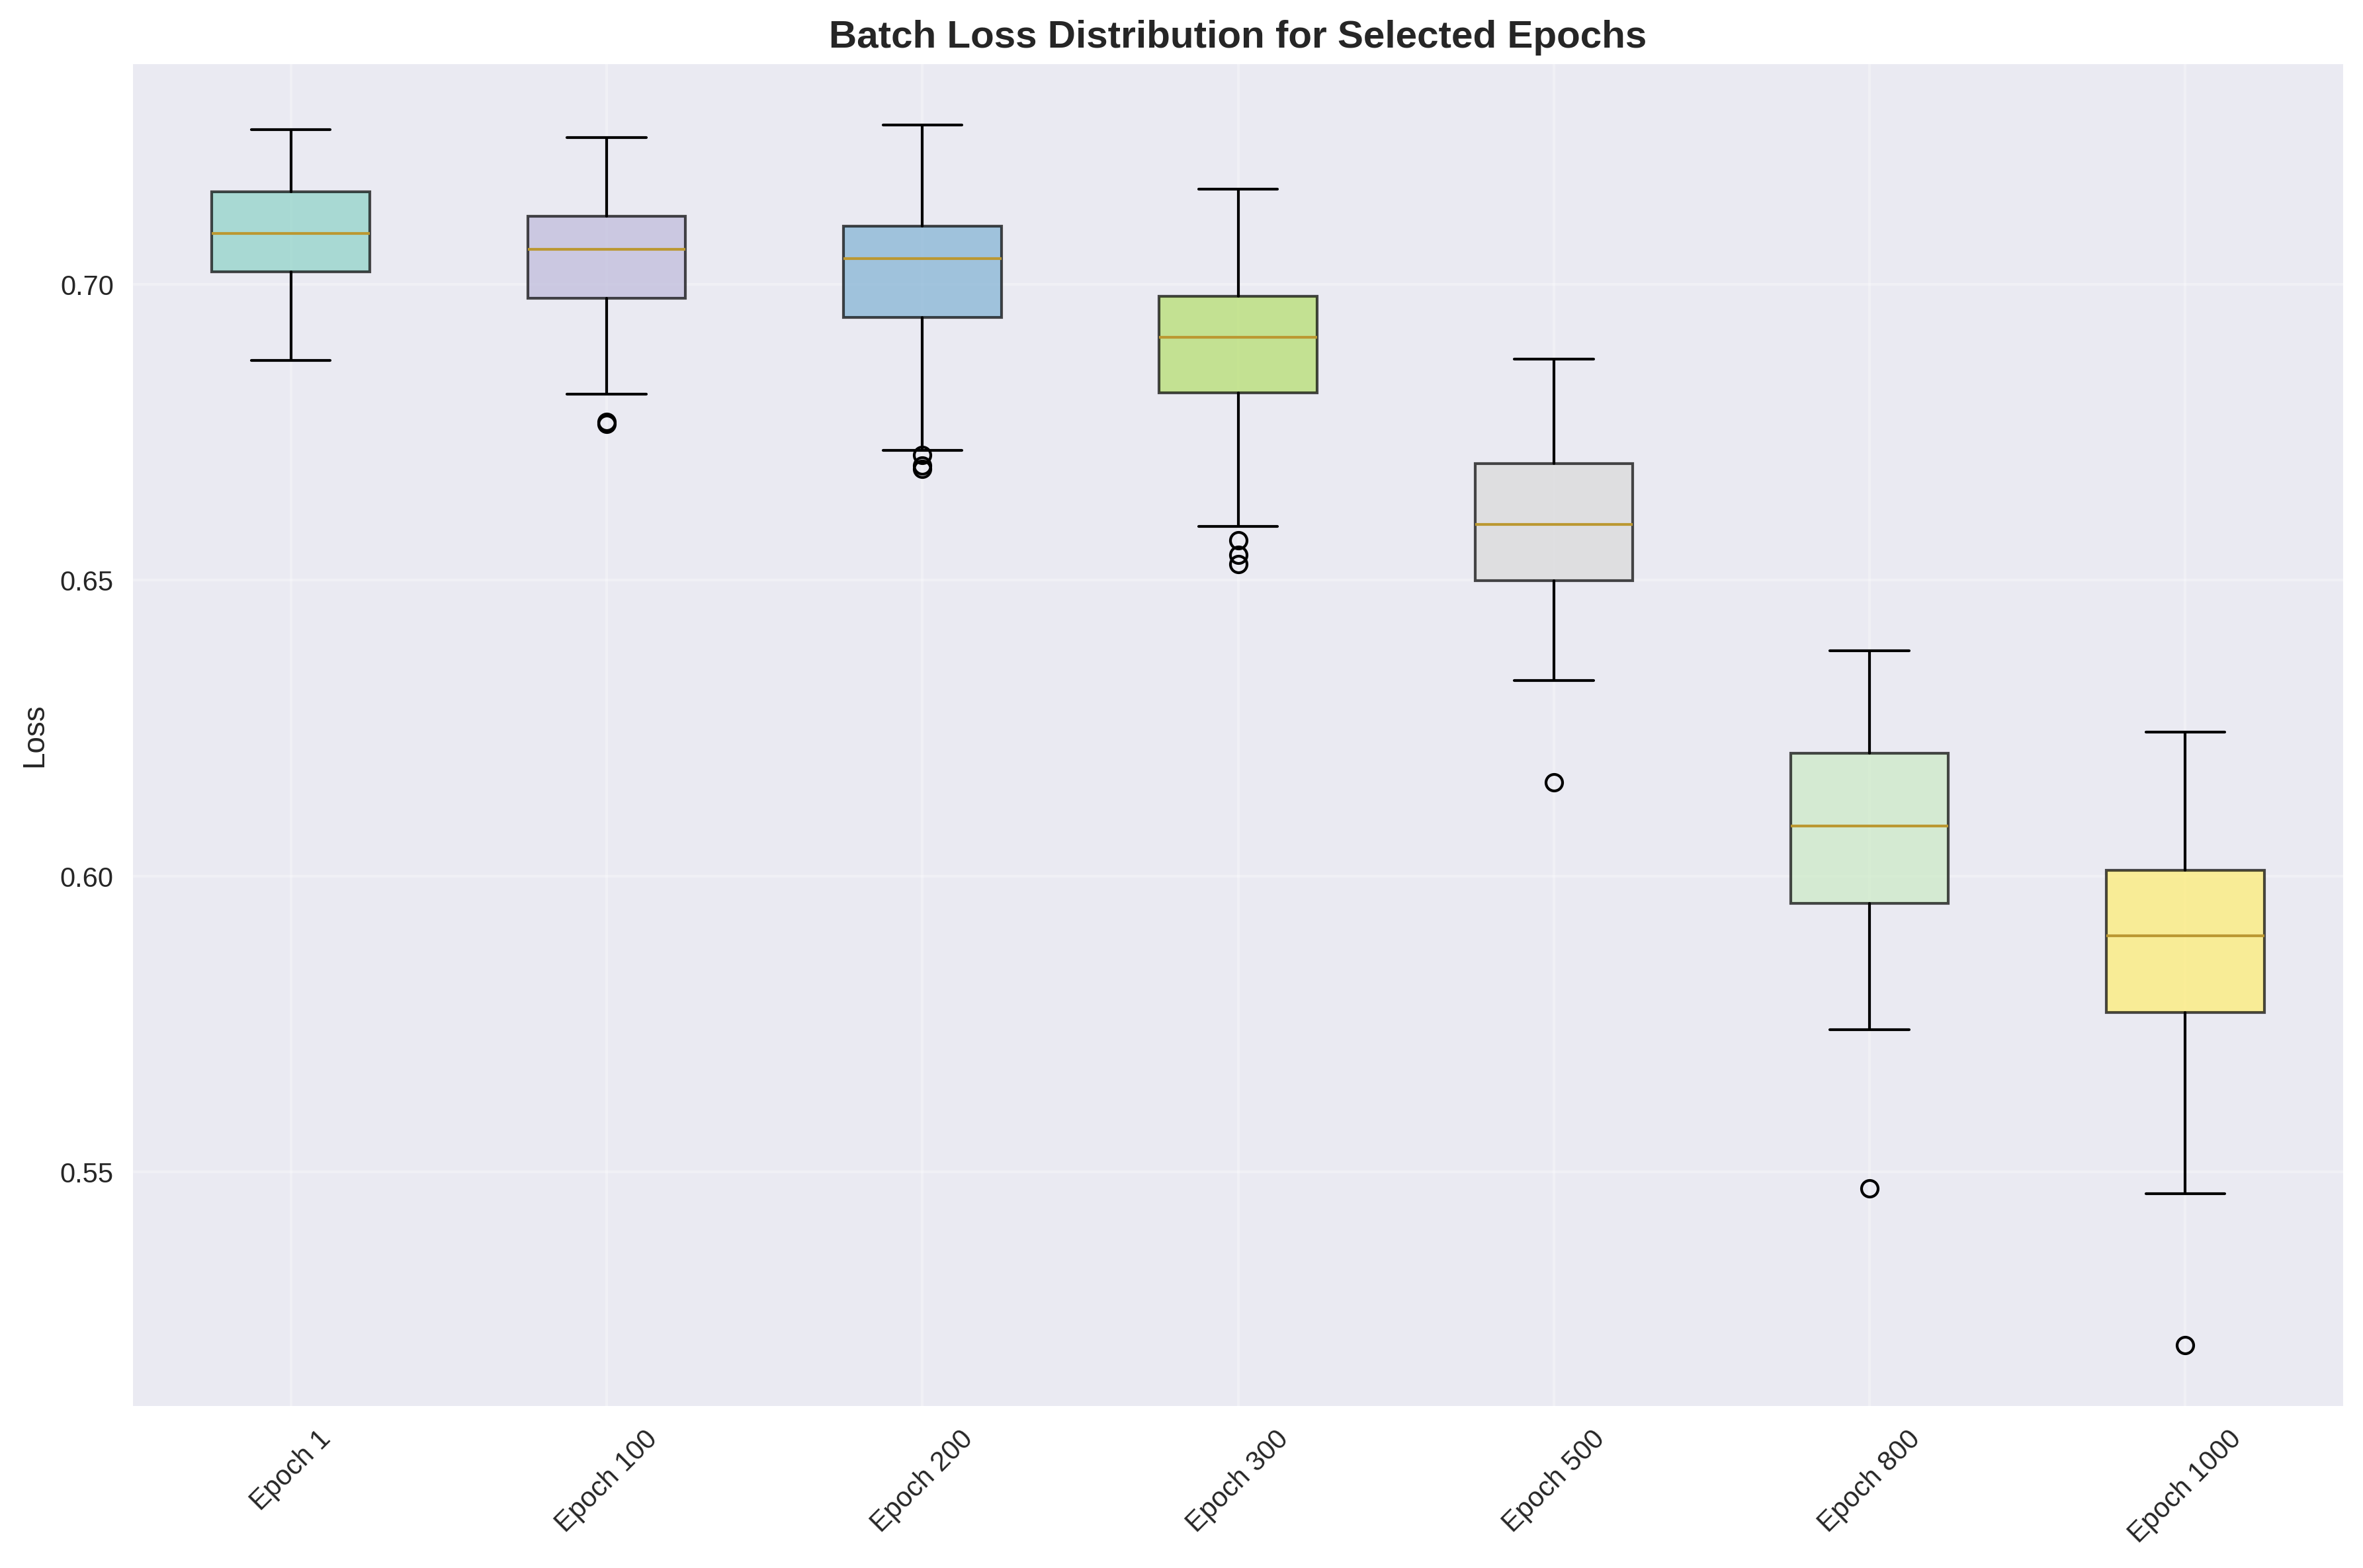 Batch Loss Distribution for Selected Epochs
0.70
0.65
0.60
0.55
Loss
Epoch 1
Epoch 100
Epoch 200
Epoch 300
Epoch 500
Epoch 800
Epoch 1000